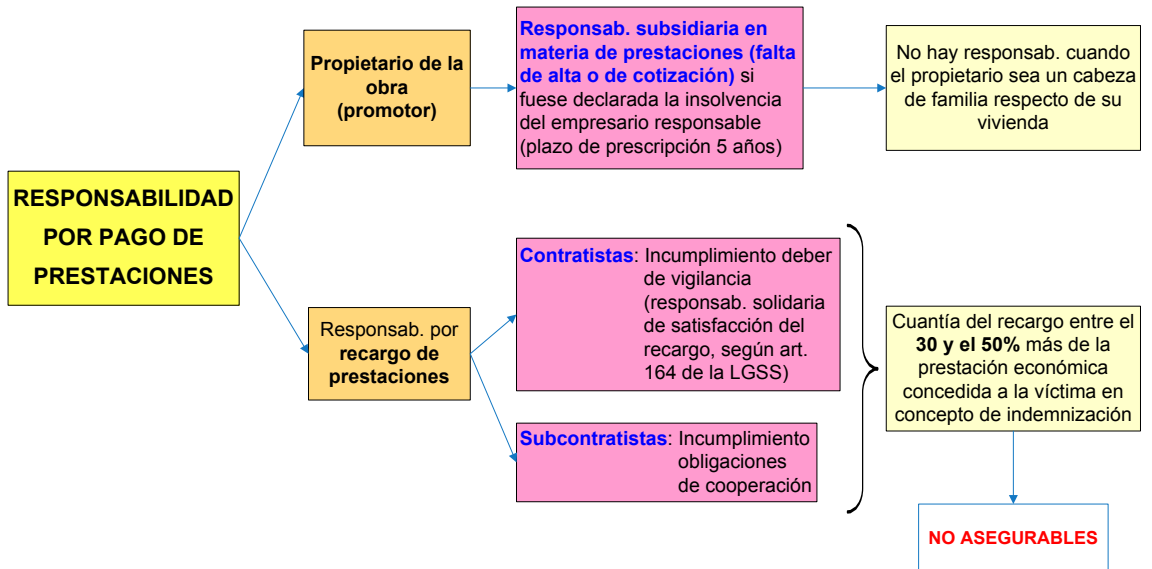 RESPONSABILIDAD
POR PAGO DE
PRESTACIONES
Propietario de la
obra
(promotor)
Responsab. subsidiaria en
materia de prestaciones (falta
de alta o de cotización) si
fuese declarada la insolvencia
del empresario responsable
(plazo de prescripción 5 años)
No hay responsab. cuando
el propietario sea un cabeza
de familia respecto de su
vivienda
Responsab. por
recargo de
prestaciones
Contratistas: Incumplimiento deber
de vigilancia
(responsab. solidaria
de satisfacción del
recargo, según art.
164 de la LGSS)
Subcontratistas: Incumplimiento
obligaciones
de cooperación
Cuantía del recargo entre el
30 y el 50% más de la
prestación económica
concedida a la víctima en
concepto de indemnización
NO ASEGURABLES